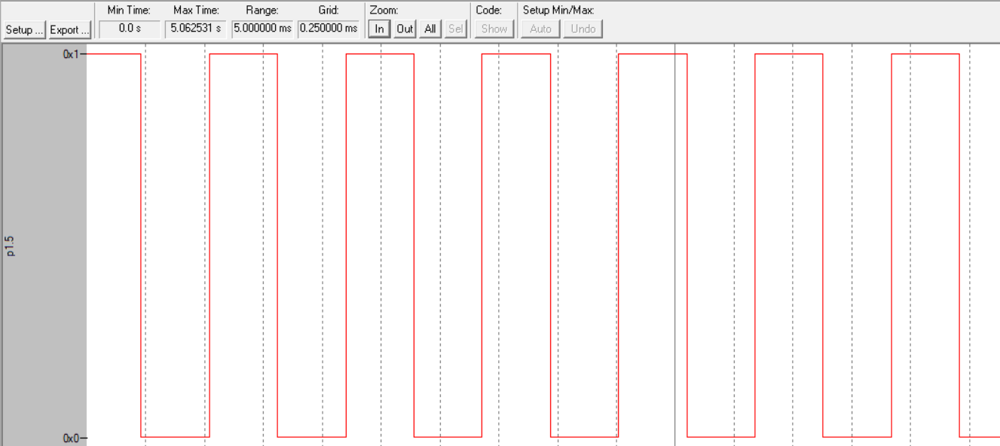 Min Time: Max Time: Range: Grid: Zoom: Code: Setup Min/Max:
Setup ... Export ... 0.0 s 5.062531 s 5.000000 ms 0.250000 ms In Out All Sel Show Auto Undo
0x1
p1.5
0x0